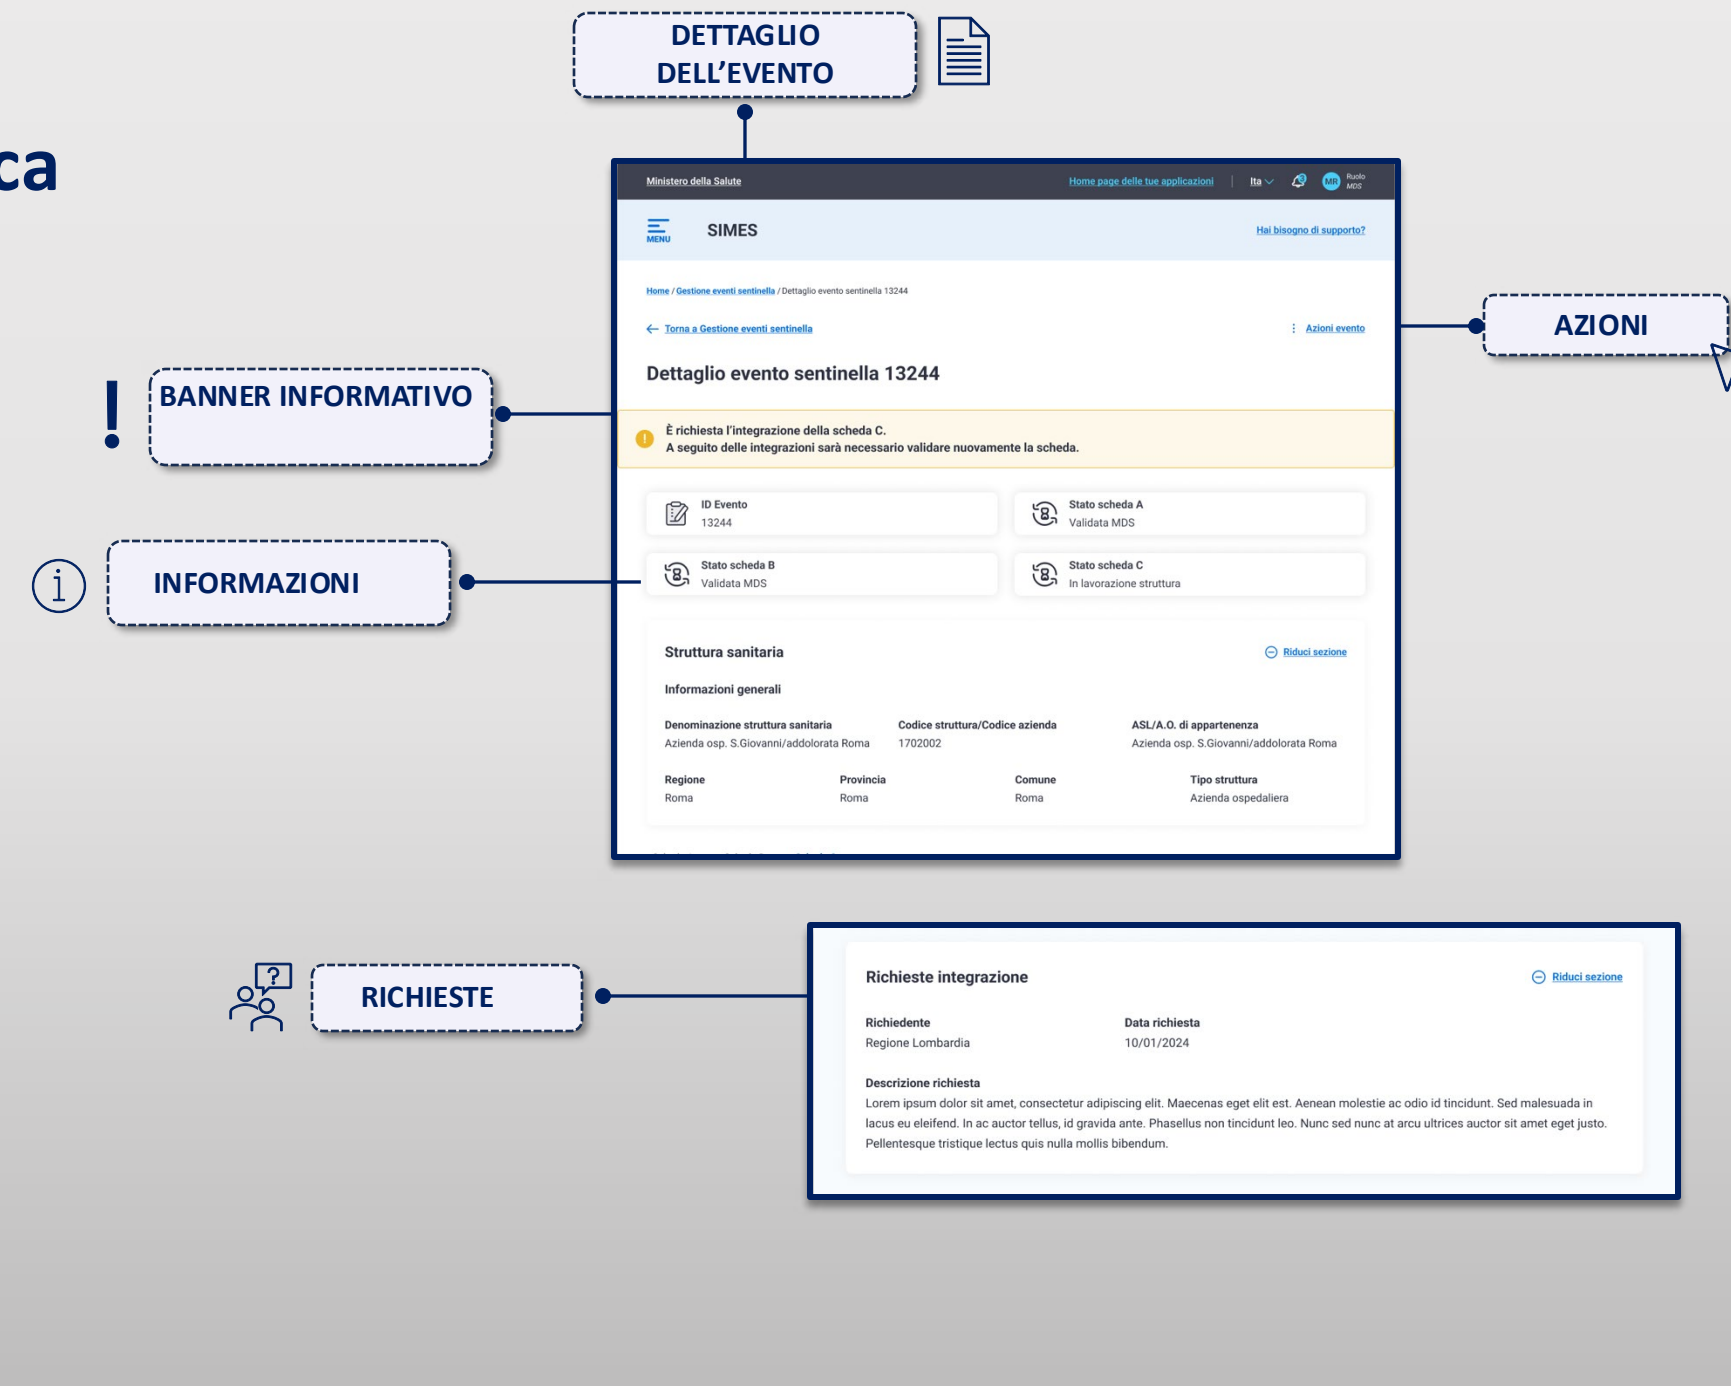 DETTAGLIO
DELL’EVENTO
ca
Ministero della Salute
Home page delle tue applicazioni
Ita
3
MR
Ruolo
MDS
MENU
SIMES
Hai bisogno di supporto?
Home / Gestione eventi sentinella / Dettaglio evento sentinella 13244
Torna a Gestione eventi sentinella
Azioni evento
AZIONI
Dettaglio evento sentinella 13244
!
BANNER INFORMATIVO
!
È richiesta l’integrazione della scheda C.
A seguito delle integrazioni sarà necessario validare nuovamente la scheda.
ID Evento
13244
Stato scheda A
Validata MDS
i
INFORMAZIONI
Stato scheda B
Validata MDS
Stato scheda C
In lavorazione struttura
Struttura sanitaria
Riduci sezione
Informazioni generali
Denominazione struttura sanitaria
Azienda osp. S.Giovanni/addolorata Roma
Codice struttura/Codice azienda
1702002
ASL/A.O. di appartenenza
Azienda osp. S.Giovanni/addolorata Roma
Regione
Roma
Provincia
Roma
Comune
Roma
Tipo struttura
Azienda ospedaliera
?
RICHIESTE
Richieste integrazione
Riduci sezione
Richiedente
Regione Lombardia
Data richiesta
10/01/2024
Descrizione richiesta
Lorem ipsum dolor sit amet, consectetur adipiscing elit. Maecenas eget elit est. Aenean molestie ac odio id tincidunt. Sed malesuada in
lacus eu eleifend. In ac auctor tellus, id gravida ante. Phasellus non tincidunt leo. Nunc sed nunc at arcu ultrices auctor sit amet eget justo.
Pellentesque tristique lectus quis nulla mollis bibendum.